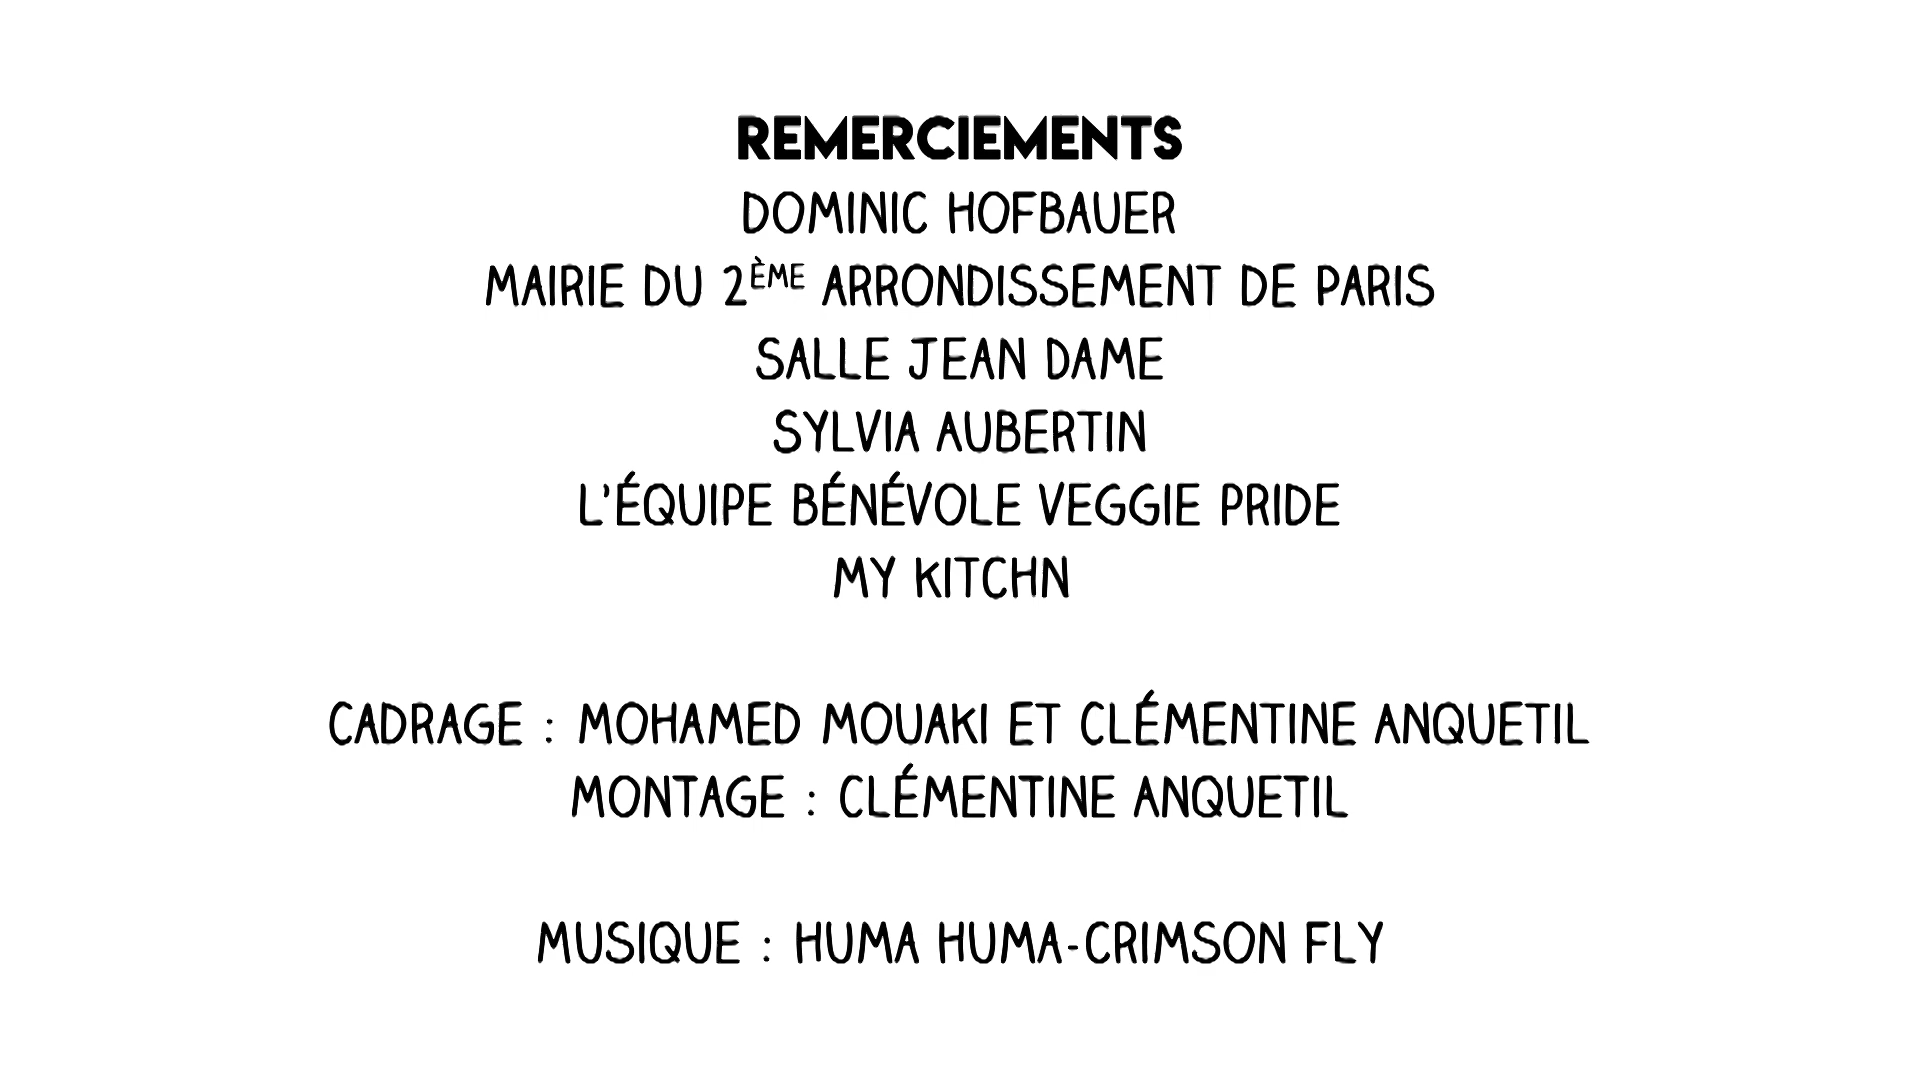 REMERCIEMENTS
DOMINIC HOFBAUER
MAIRIE DU 2ÈME ARRONDISSEMENT DE PARIS
SALLE JEAN DAME
SYLVIA AUBERTIN
L'ÉQUIPE BÉNÉVOLE VEGGIE PRIDE
MY KITCHN
CADRAGE : MOHAMED MOUAKI ET CLÉMENTINE ANQUETIL
MONTAGE : CLÉMENTINE ANQUETIL
MUSIQUE : HUMA HUMA-CRIMSON FLY